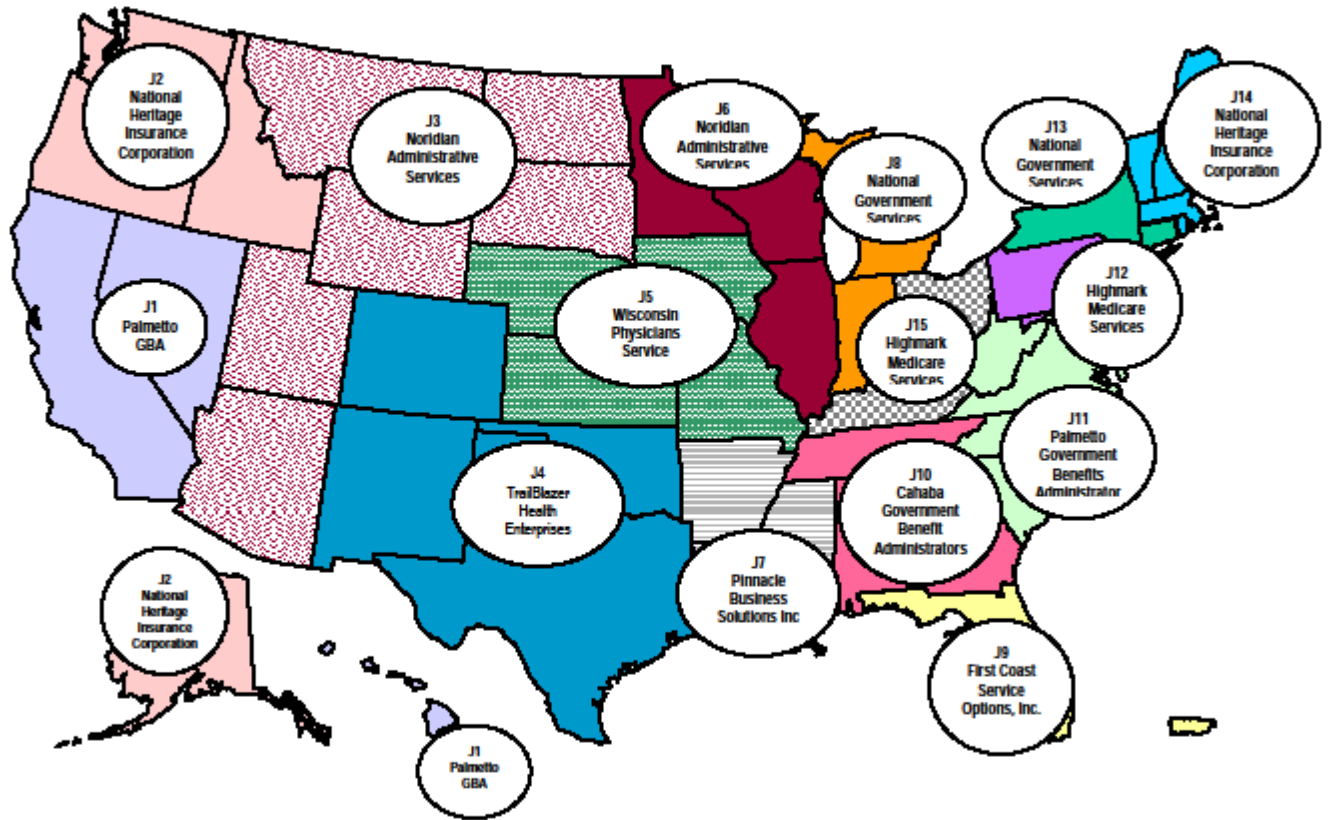 J2
National
Heritage
Insurance
Corporation
J3
Noridian
Administrative
Services
J6
Noridian
Administrative
Services
J8
National
Government
Services
J13
National
Government
Services
J14
National
Heritage
Insurance
Corporation
J1
Palmetto
GBA
J5
Wisconsin
Physicians
Service
J15
Highmark
Medicare
Services
J12
Highmark
Medicare
Services
J4
TrailBlazer
Health
Enterprises
J10
Cahaba
Government
Benefit
Administrators
J11
Palmetto
Government
Benefits
Administrator
J7
Pinnacle
Business
Solutions Inc
J2
National
Heritage
Insurance
Corporation
J9
First Coast
Service
Options, Inc.
J1
Palmetto
GBA